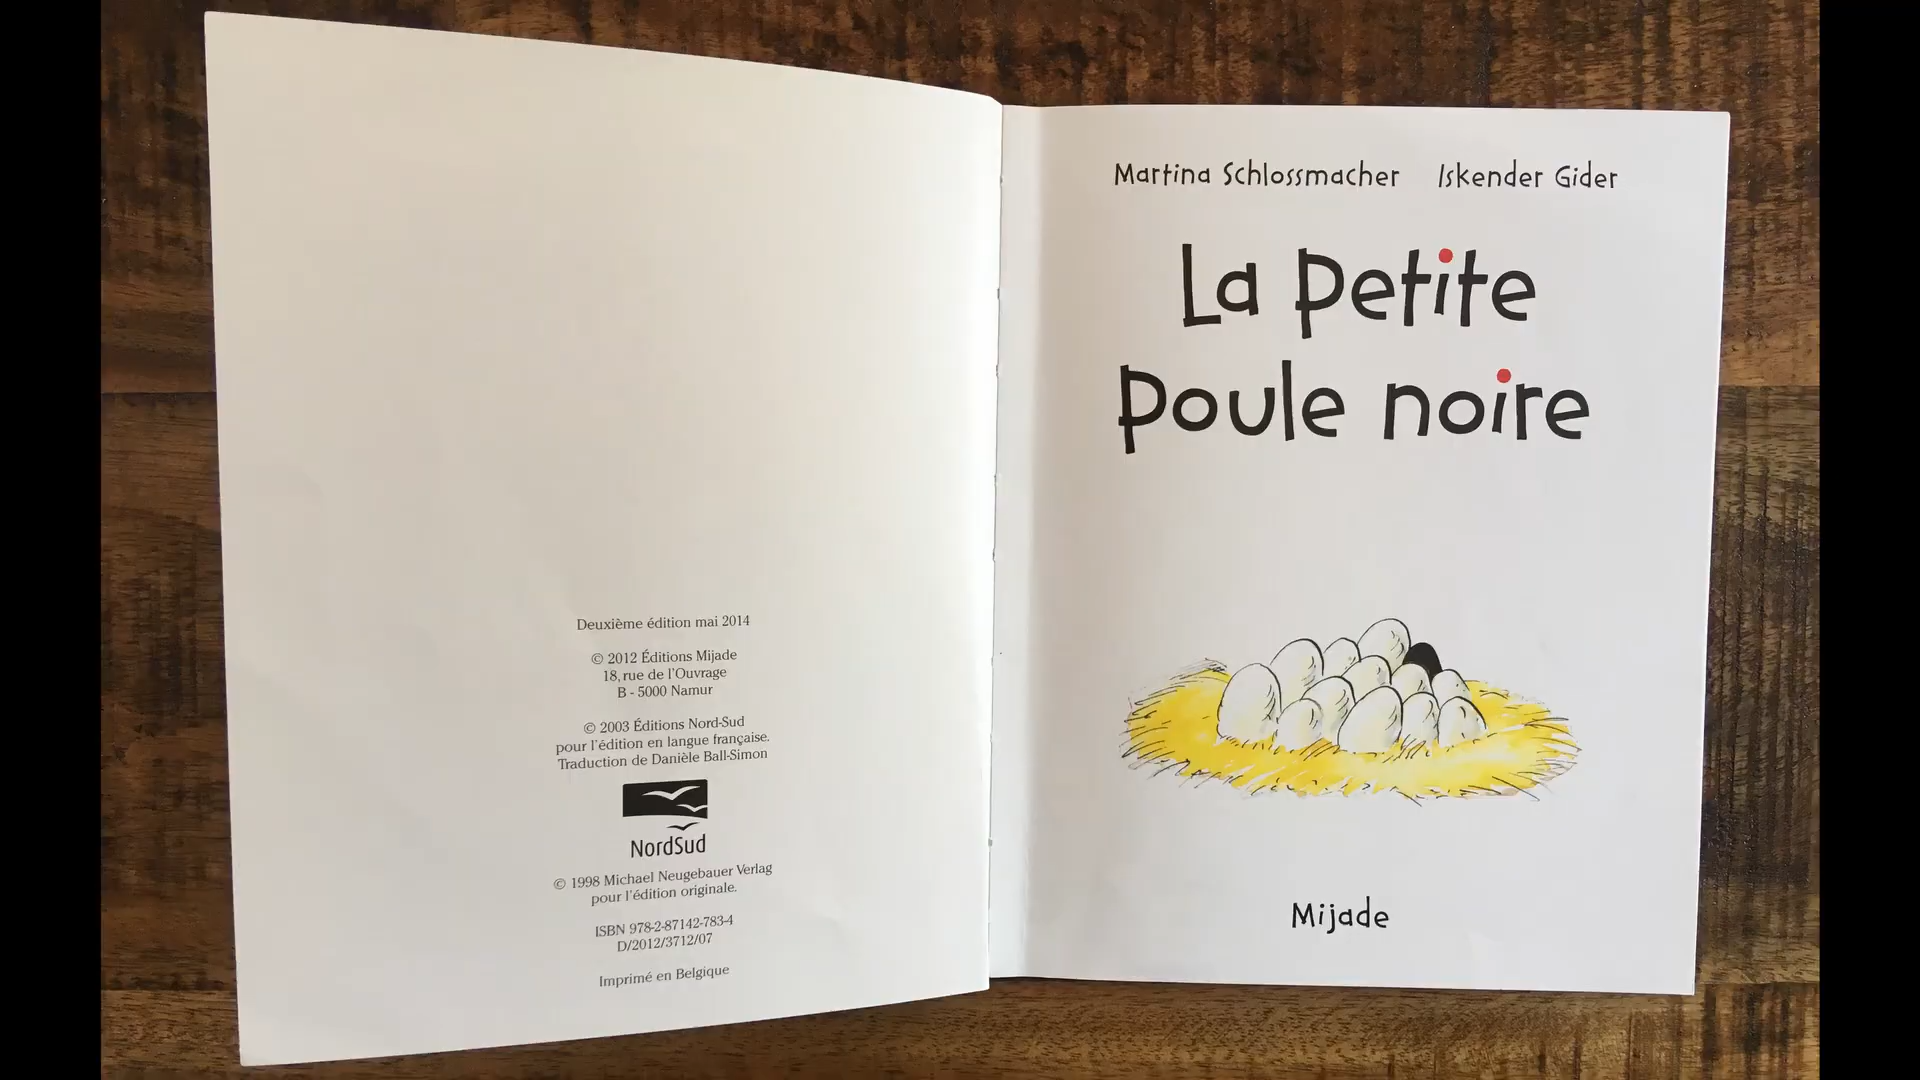 Deuxième édition mai 2014
© 2012 Éditions Mijade
18, rue de l'Ouvrage
B - 5000 Namur
© 2003 Éditions Nord-Sud
pour l'édition en langue française.
Traduction de Danièle Ball-Simon
NordSud
© 1998 Michael Neugebauer Verlag
pour l'édition originale.
ISBN 978-2-87142-783-4
D/2012/3712/07
Imprimé en Belgique
Martina Schlossmacher Iskender Gider
La petite
poule noire
Mijade